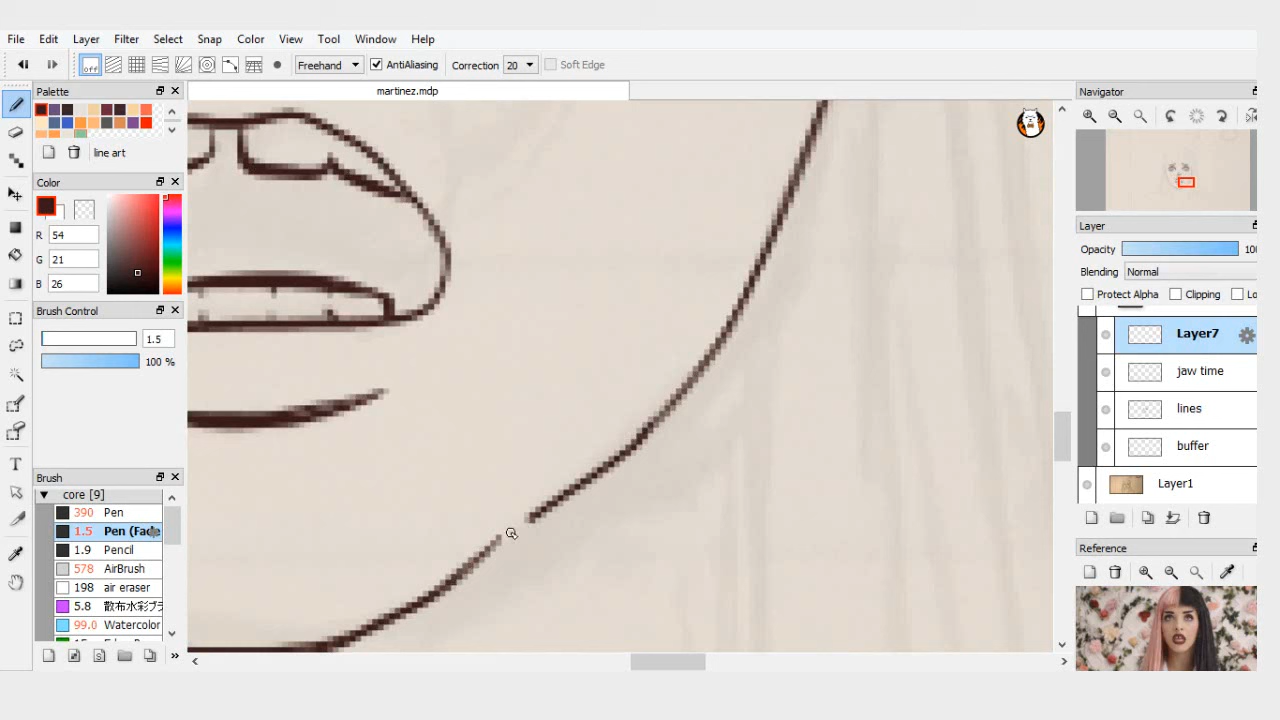 File Edit Layer Filter Select Snap Color View Tool Window Help
off Freehand AntiAliasing Correction 20 Soft Edge
Palette
martinez.mdp
Navigator
line art
Color
R 54
G 21
B 26
Layer
Opacity 100
Blending Normal
Protect Alpha Clipping Lo
Brush Control
1.5
100 %
Layer7
jaw time
lines
buffer
Layer1
Brush
core [9]
390 Pen
1.5 Pen (Fade
1.9 Pencil
578 AirBrush
198 air eraser
5.8 散布水彩ブラ
99.0 Watercolor
Reference